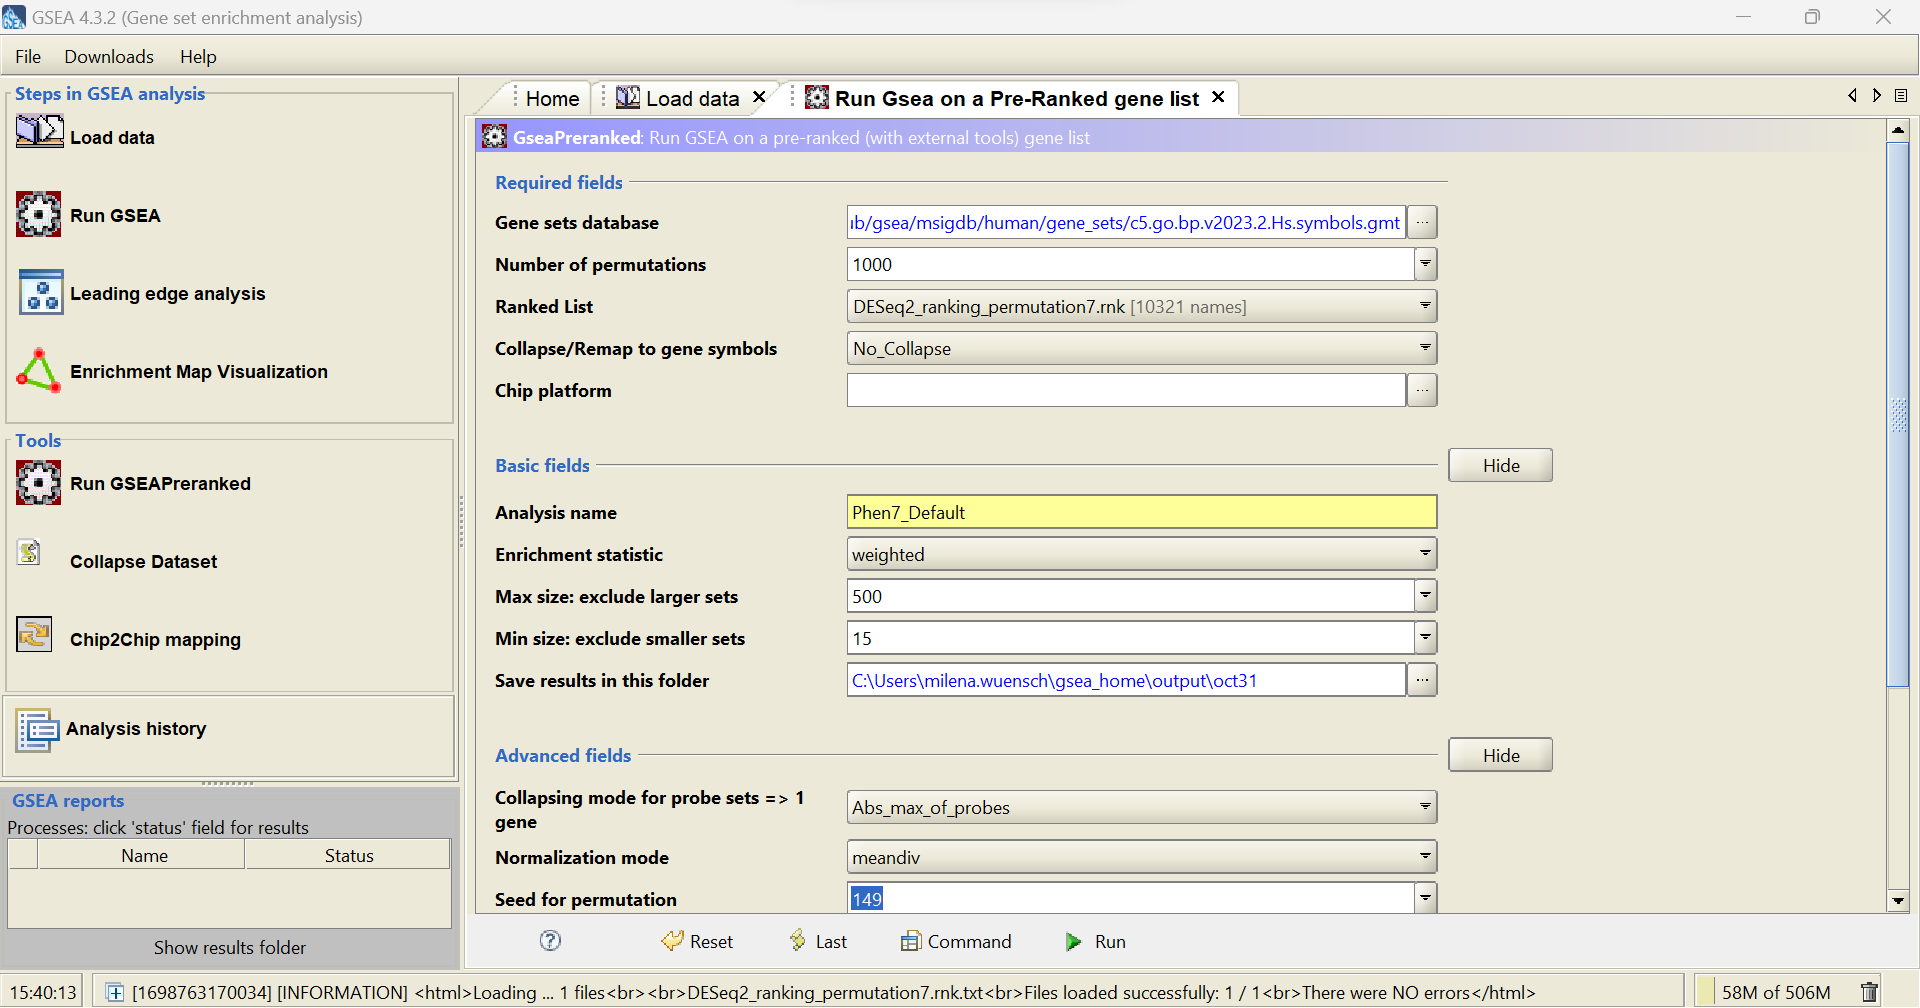 GSEA 4.3.2 (Gene set enrichment analysis)
File Downloads Help
Steps in GSEA analysis
Load data
Run GSEA
Leading edge analysis
Enrichment Map Visualization
Tools
Run GSEAPreranked
Collapse Dataset
Chip2Chip mapping
Analysis history
GSEA reports
Processes: click 'status' field for results
Name Status
Show results folder
Home Load data Run Gsea on a Pre-Ranked gene list
GseaPreranked: Run GSEA on a pre-ranked (with external tools) gene list
Required fields
Gene sets database ıb/gsea/msigdb/human/gene_sets/c5.go.bp.v2023.2.Hs.symbols.gmt ...
Number of permutations 1000
Ranked List DESeq2_ranking_permutation7.rnk [10321 names]
Collapse/Remap to gene symbols No_Collapse
Chip platform ...
Basic fields Hide
Analysis name Phen7_Default
Enrichment statistic weighted
Max size: exclude larger sets 500
Min size: exclude smaller sets 15
Save results in this folder C:\Users\milena.wuensch\gsea_home\output\oct31 ...
Advanced fields Hide
Collapsing mode for probe sets => 1
gene Abs_max_of_probes
Normalization mode meandiv
Seed for permutation 149
? Reset Last Command Run
15:40:13 [1698763170034] [INFORMATION] <html>Loading ... 1 files<br><br>DESeq2_ranking_permutation7.rnk.txt<br>Files loaded successfully: 1 / 1<br>There were NO errors</html> 58M of 506M